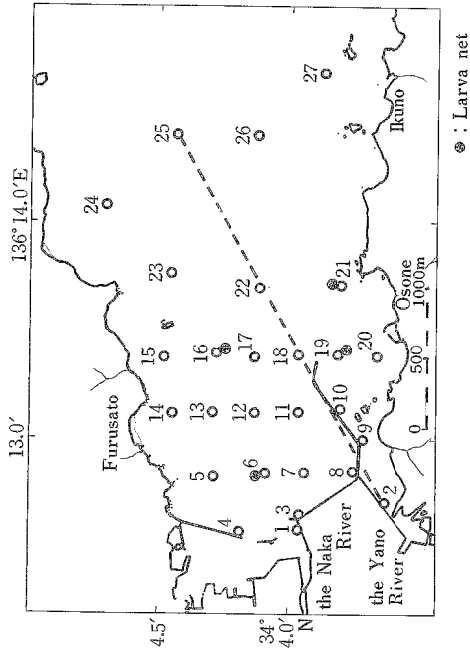 136° 14.0′E
13.0′
4.5′
34°
4.0′
N
Furusato
24
25
23
15
14
16
13
17
22
26
5
12
6
4
18
11
7
3
1
27
21
19
10
8
9
20
2
the Naka
River
the Yano
River
Osone
Ikuno
0 500 1000m
: Larva net